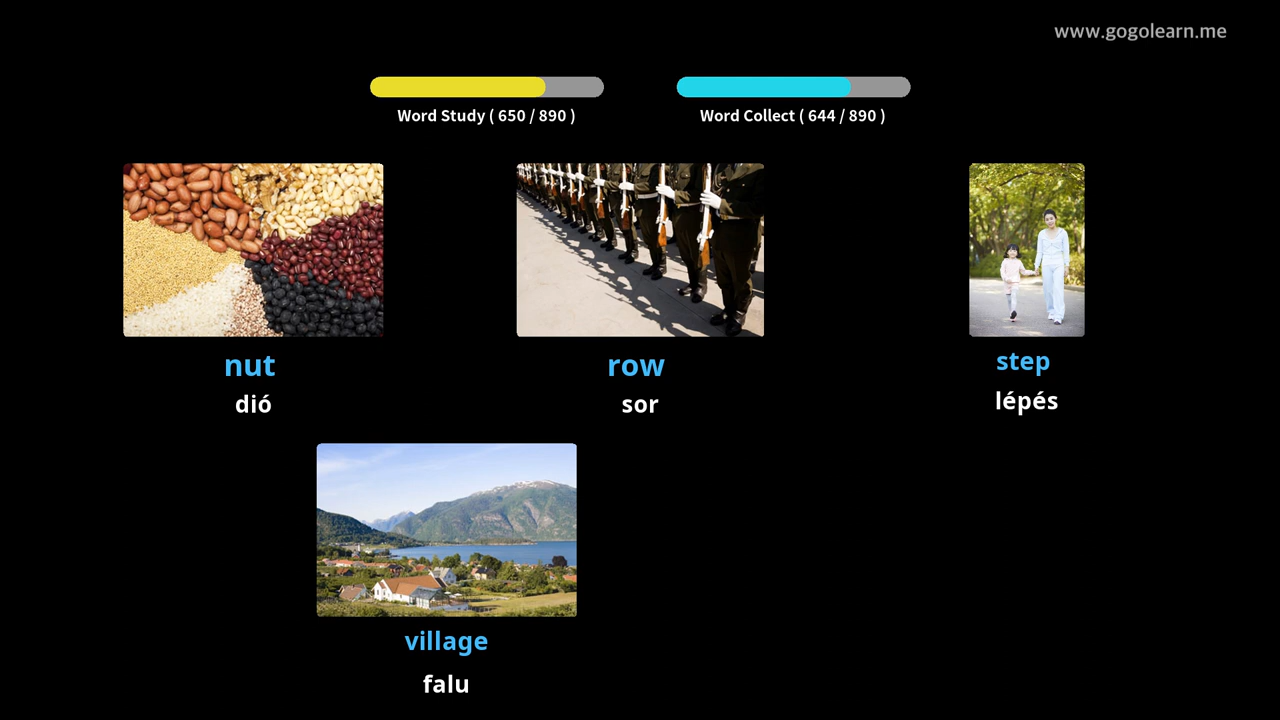 www.gogolearn.me
Word Study ( 650 / 890 )
Word Collect ( 644 / 890 )
nut
dió
row
sor
step
lépés
village
falu